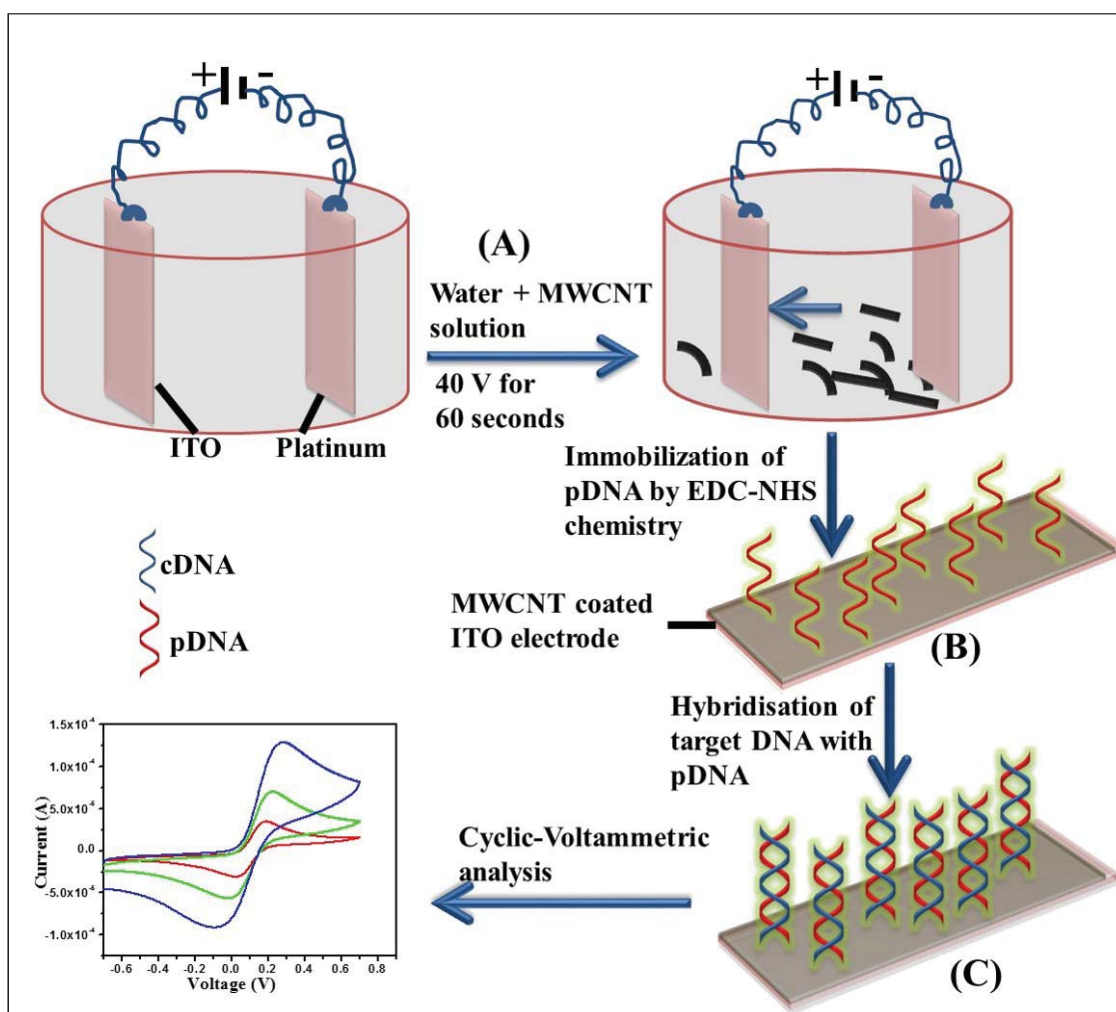 + -
+ -
(A)
Water + MWCNT
solution
40 V for
60 seconds
ITO
Platinum
Immobilization of
pDNA by EDC-NHS
chemistry
cDNA
pDNA
MWCNT coated
ITO electrode
(B)
Hybridisation of
target DNA with
pDNA
Cyclic-Voltammetric
analysis
(C)
Current (A)
1.5x10⁻⁴
1.0x10⁻⁴
5.0x10⁻⁴
0.0
-5.0x10⁻⁴
-1.0x10⁻⁴
-0.6 -0.4 -0.2 0.0 0.2 0.4 0.6 0.8
Voltage (V)